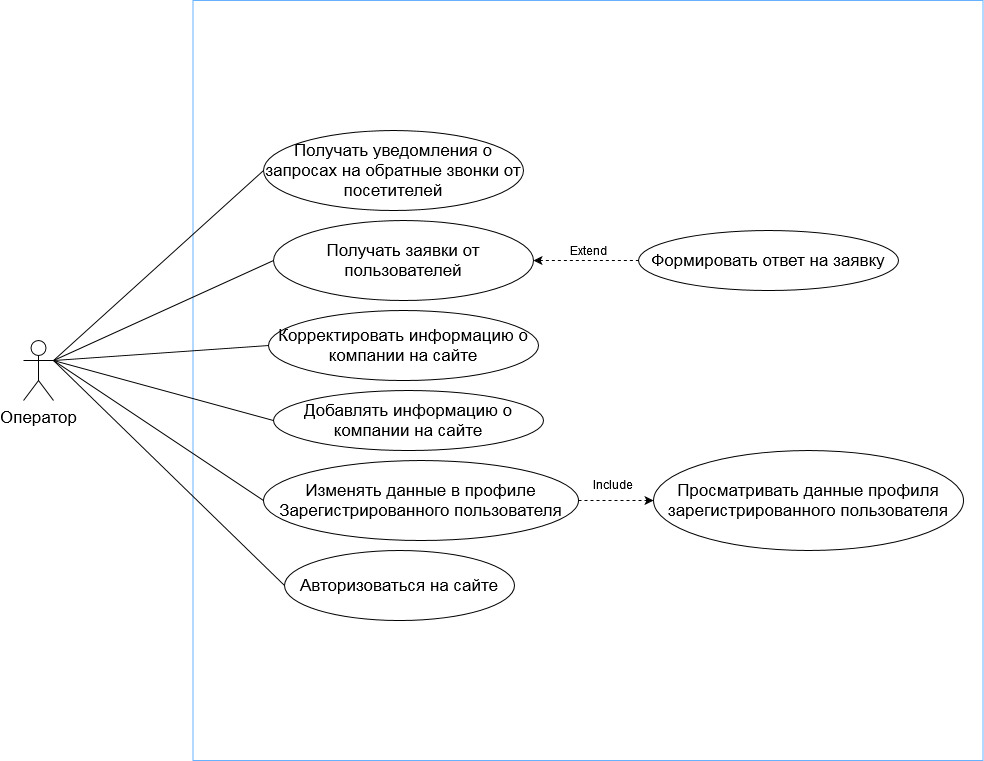 Получать уведомления о
запросах на обратные звонки от
посетителей
Получать заявки от
пользователей
Extend
Формировать ответ на заявку
Корректировать информацию о
компании на сайте
Оператор
Добавлять информацию о
компании на сайте
Изменять данные в профиле
Зарегистрированного пользователя
Include
Просматривать данные профиля
зарегистрированного пользователя
Авторизоваться на сайте